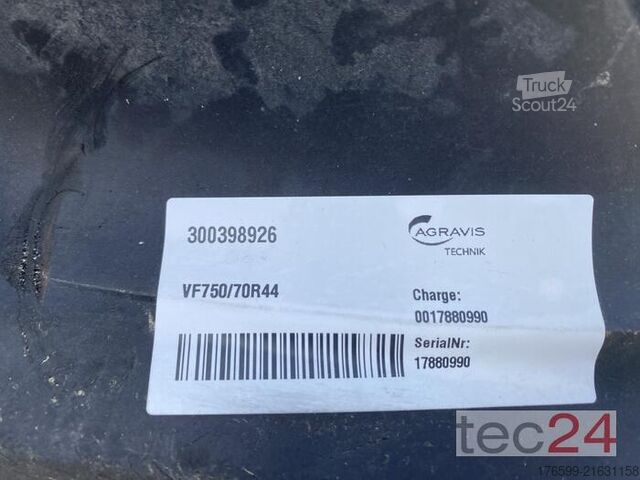 Truck
Scout24
300398926
AGRAVIS
TECHNIK
VF750/70R44
Charge:
0017880990
SerialNr:
17880990
tec24
176599-21631158